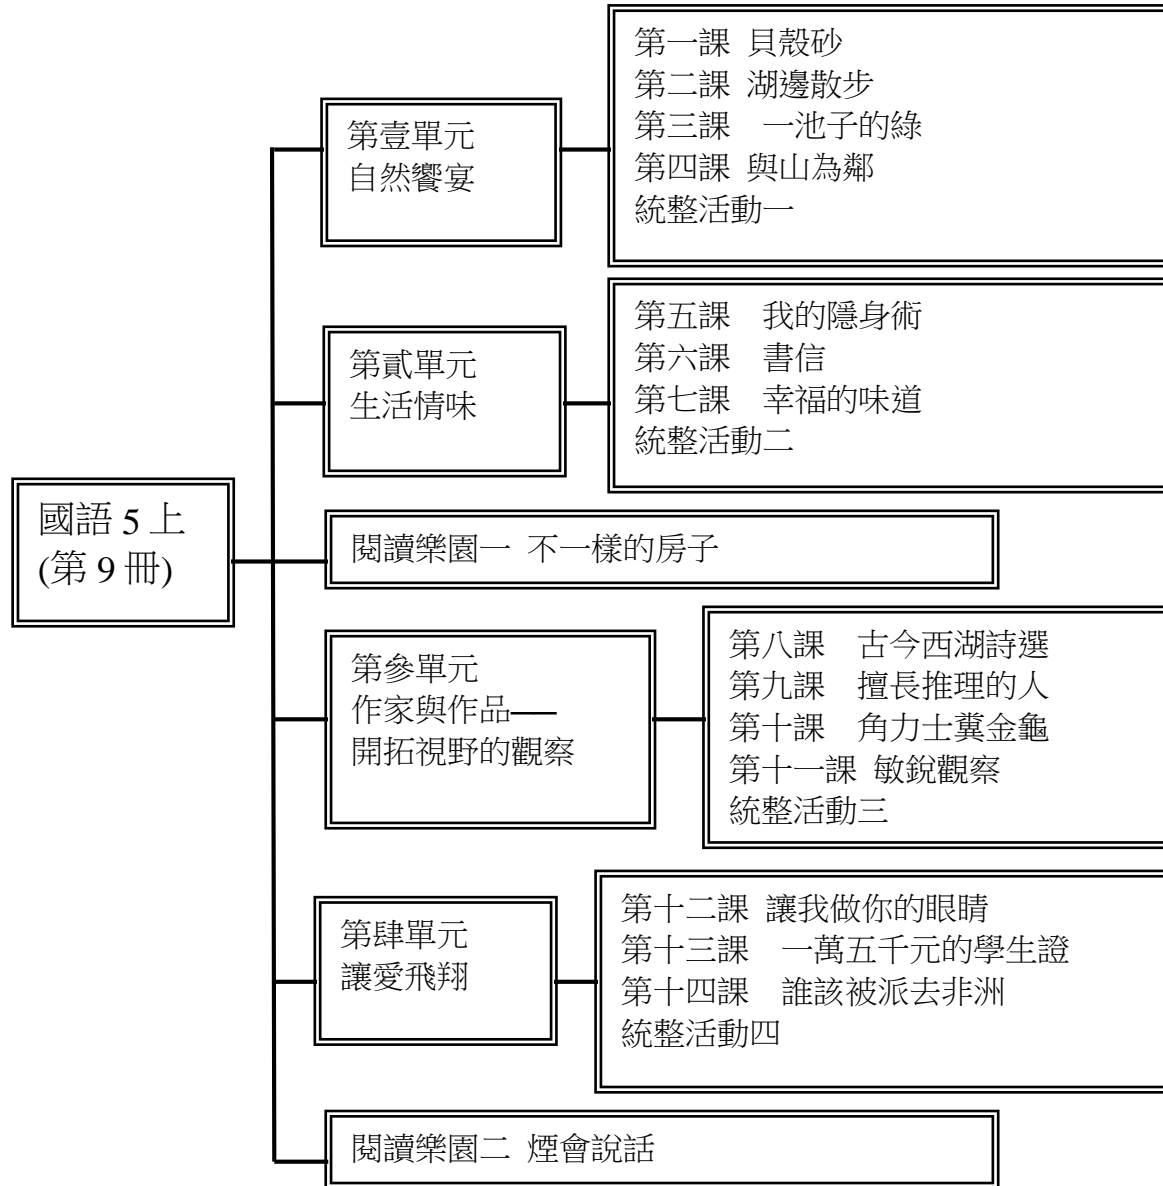 國語 5 上
(第 9 冊)
第壹單元
自然饗宴
第一課 貝殼砂
第二課 湖邊散步
第三課　一池子的綠
第四課 與山為鄰
統整活動一
第貳單元
生活情味
第五課　我的隱身術
第六課　書信
第七課　幸福的味道
統整活動二
閱讀樂園一 不一樣的房子
第參單元
作家與作品──
開拓視野的觀察
第八課　古今西湖詩選
第九課　擅長推理的人
第十課　角力士糞金龜
第十一課 敏銳觀察
統整活動三
第肆單元
讓愛飛翔
第十二課 讓我做你的眼睛
第十三課　一萬五千元的學生證
第十四課　誰該被派去非洲
統整活動四
閱讀樂園二 煙會說話